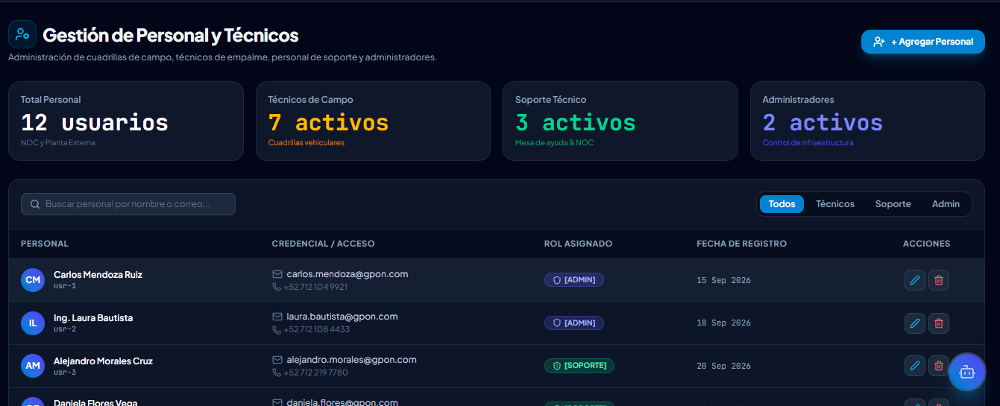 Gestión de Personal y Técnicos
Administración de cuadrillas de campo, técnicos de empalme, personal de soporte y administradores.
+ Agregar Personal
Total Personal
12 usuarios
NOC y Planta Externa
Técnicos de Campo
7 activos
Cuadrillas vehiculares
Soporte Técnico
3 activos
Mesa de ayuda & NOC
Administradores
2 activos
Control de infraestructura
Buscar personal por nombre o correo...
Todos Técnicos Soporte Admin
PERSONAL CREDENCIAL / ACCESO ROL ASIGNADO FECHA DE REGISTRO ACCIONES
CM Carlos Mendoza Ruiz carlos.mendoza@gpon.com [ADMIN] 15 Sep 2026
usr-1 +52 712 104 9921
IL Ing. Laura Bautista laura.bautista@gpon.com [ADMIN] 18 Sep 2026
usr-2 +52 712 108 4433
AM Alejandro Morales Cruz alejandro.morales@gpon.com [SOPORTE] 20 Sep 2026
usr-3 +52 712 219 7780
Daniela Flores Vega daniela.flores@gpon.com